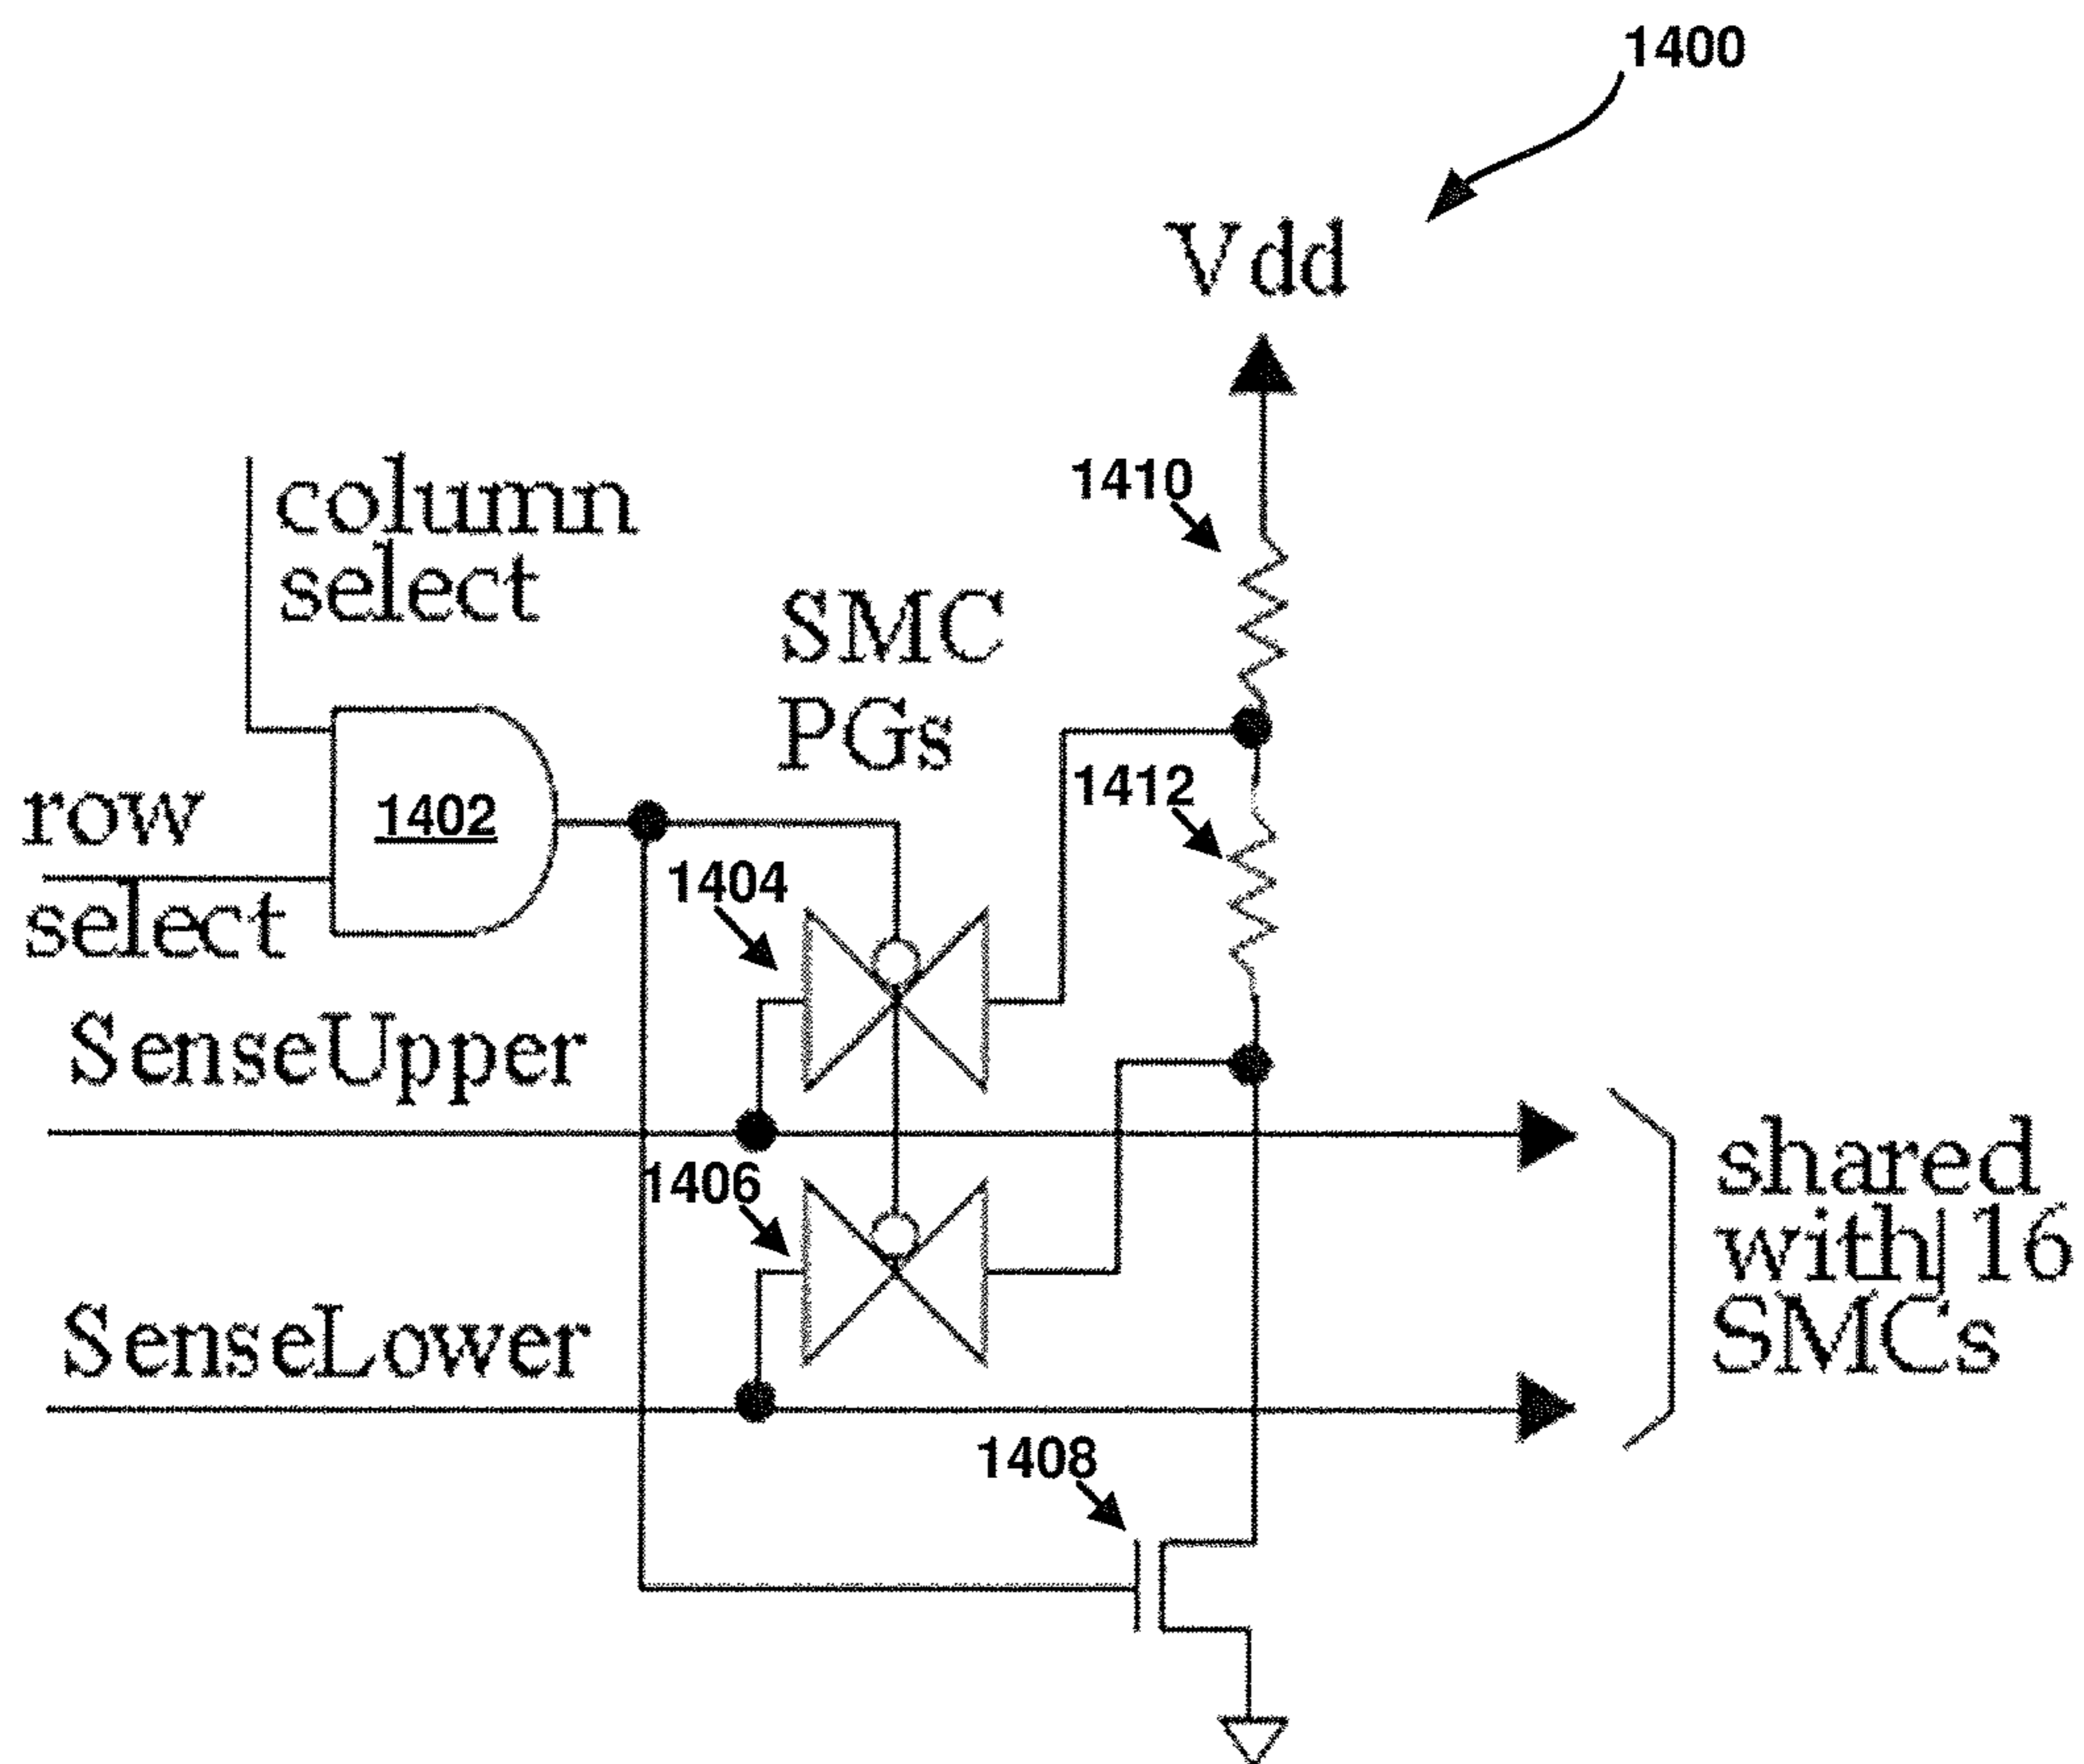 1400
Vdd
1410
column
select
SMC
PGs
1412
row
select
1402
1404
SenseUpper
1406
SenseLower
1408
shared
with 16
SMCs